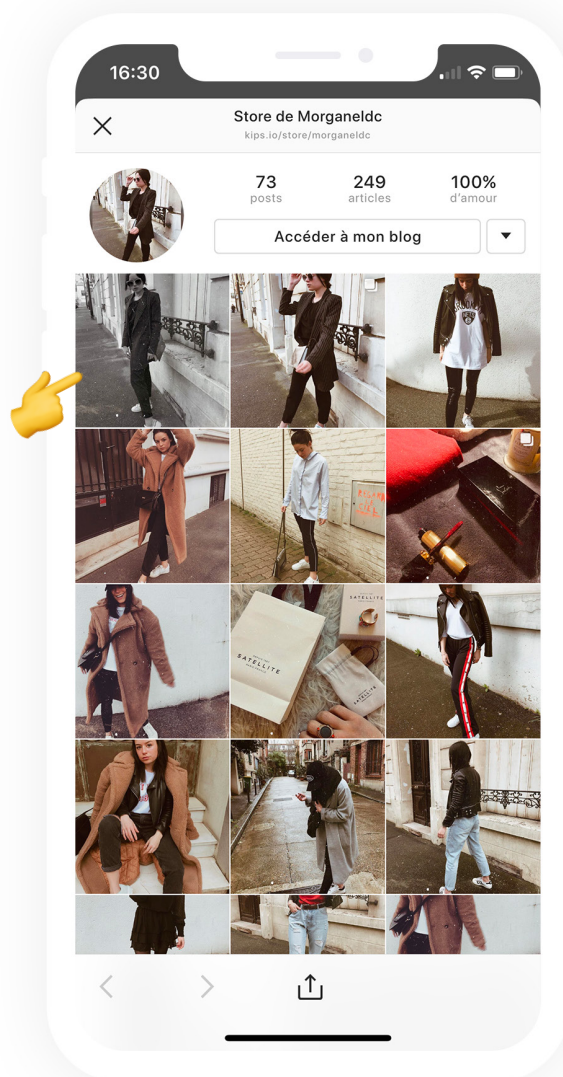 16:30
Store de Morganeldc
kips.io/store/morganeldc
73
posts
249
articles
100%
d'amour
Accéder à mon blog
SATELLITE
SATELLITE